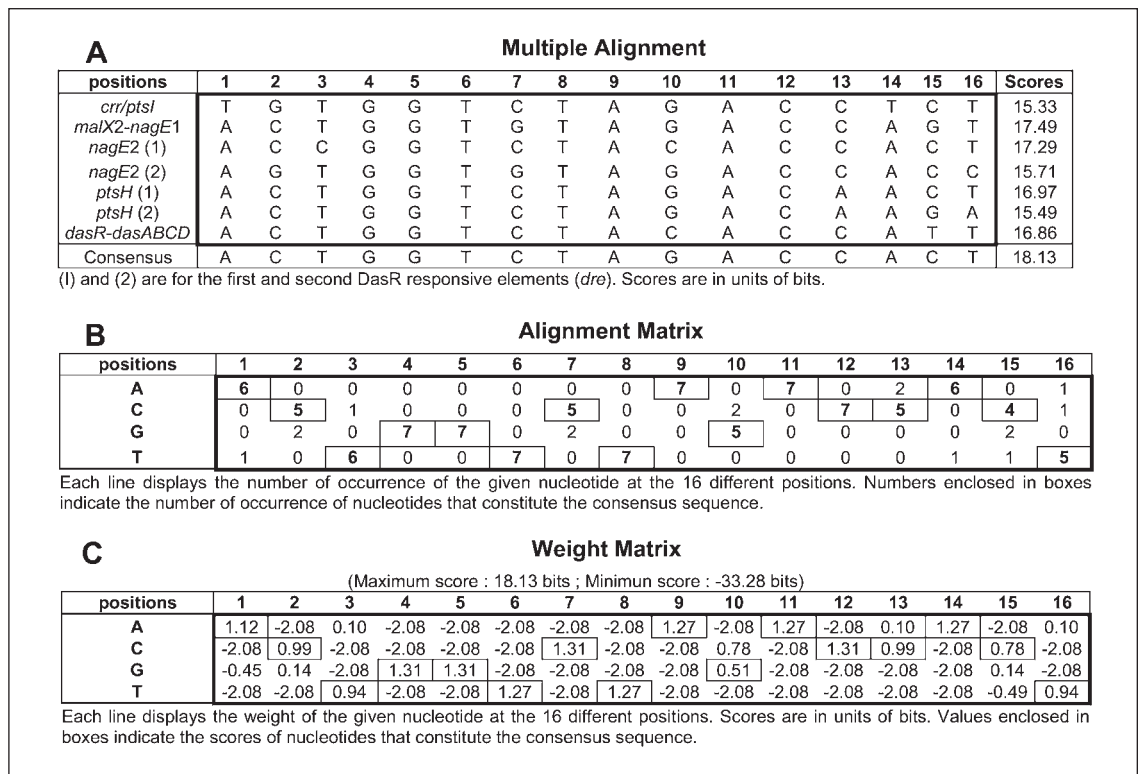 A
Multiple Alignment
positions 1 2 3 4 5 6 7 8 9 10 11 12 13 14 15 16 Scores
crr/ptsI T G T G G T C T A G A C C T C T 15.33
malX2-nagE1 A C T G G T G T A G A C C A G T 17.49
nagE2 (1) A C C G G T C T A C A C C A C T 17.29
nagE2 (2) A G T G G T G T A G A C C A C C 15.71
ptsH (1) A C T G G T C T A G A C A A C T 16.97
ptsH (2) A C T G G T C T A G A C A A G A 15.49
dasR-dasABCD A C T G G T C T A C A C C A T T 16.86
Consensus A C T G G T C T A G A C C A C T 18.13
(I) and (2) are for the first and second DasR responsive elements (dre). Scores are in units of bits.
B
Alignment Matrix
positions 1 2 3 4 5 6 7 8 9 10 11 12 13 14 15 16
A 6 0 0 0 0 0 0 0 7 0 7 0 2 6 0 1
C 0 5 1 0 0 0 5 0 0 2 0 7 5 0 4 1
G 0 2 0 7 7 0 2 0 0 5 0 0 0 0 2 0
T 1 0 6 0 0 7 0 7 0 0 0 0 0 1 1 5
Each line displays the number of occurrence of the given nucleotide at the 16 different positions. Numbers enclosed in boxes
indicate the number of occurrence of nucleotides that constitute the consensus sequence.
C
Weight Matrix
(Maximum score : 18.13 bits ; Minimun score : -33.28 bits)
positions 1 2 3 4 5 6 7 8 9 10 11 12 13 14 15 16
A 1.12 -2.08 0.10 -2.08 -2.08 -2.08 -2.08 -2.08 1.27 -2.08 1.27 -2.08 0.10 1.27 -2.08 0.10
C -2.08 0.99 -2.08 -2.08 -2.08 -2.08 1.31 -2.08 -2.08 0.78 -2.08 1.31 0.99 -2.08 0.78 -2.08
G -0.45 0.14 -2.08 1.31 1.31 -2.08 -2.08 -2.08 -2.08 0.51 -2.08 -2.08 -2.08 -2.08 0.14 -2.08
T -2.08 -2.08 0.94 -2.08 -2.08 1.27 -2.08 1.27 -2.08 -2.08 -2.08 -2.08 -2.08 -2.08 -0.49 0.94
Each line displays the weight of the given nucleotide at the 16 different positions. Scores are in units of bits. Values enclosed in
boxes indicate the scores of nucleotides that constitute the consensus sequence.